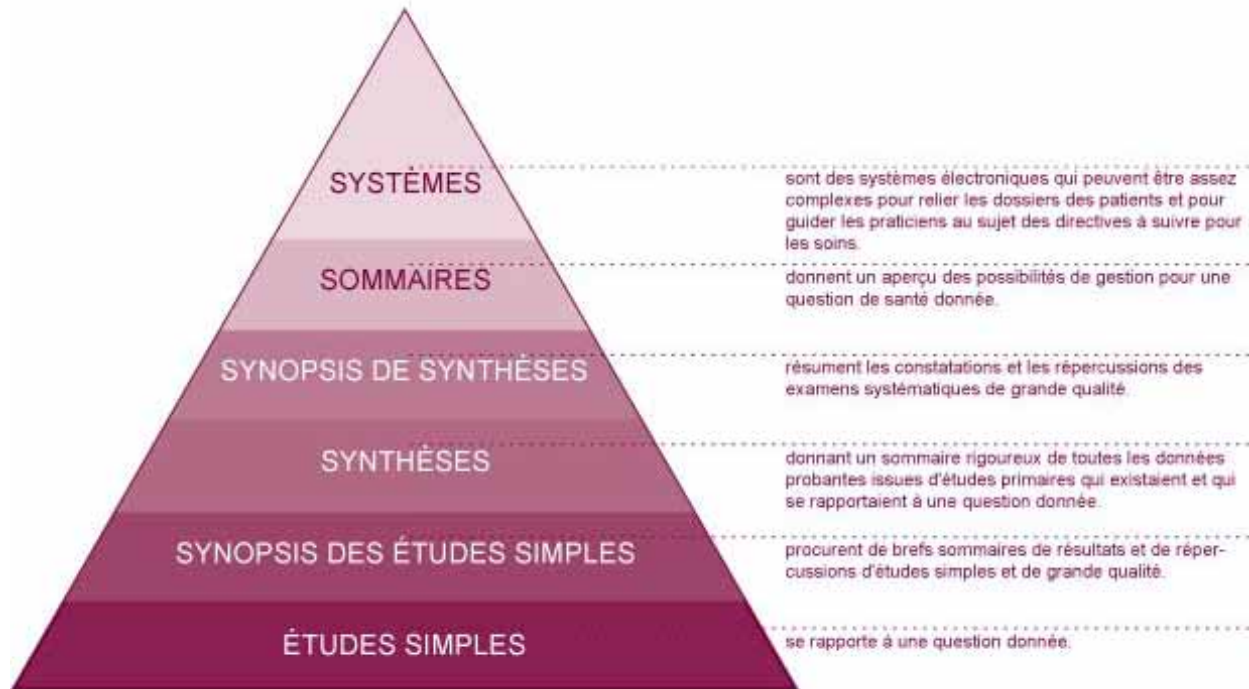 SYSTÈMES
sont des systèmes électroniques qui peuvent être assez
complexes pour relier les dossiers des patients et pour
guider les praticiens au sujet des directives à suivre pour
les soins.
SOMMAIRES
donnent un aperçu des possibilités de gestion pour une
question de santé donnée.
SYNOPSIS DE SYNTHÈSES
résument les constatations et les répercussions des
examens systématiques de grande qualité.
SYNTHÈSES
donnant un sommaire rigoureux de toutes les données
probantes issues d'études primaires qui existaient et qui
se rapportaient à une question donnée.
SYNOPSIS DES ÉTUDES SIMPLES
procurent de brefs sommaires de résultats et de réper-
cussions d'études simples et de grande qualité.
ÉTUDES SIMPLES
se rapporte à une question donnée.